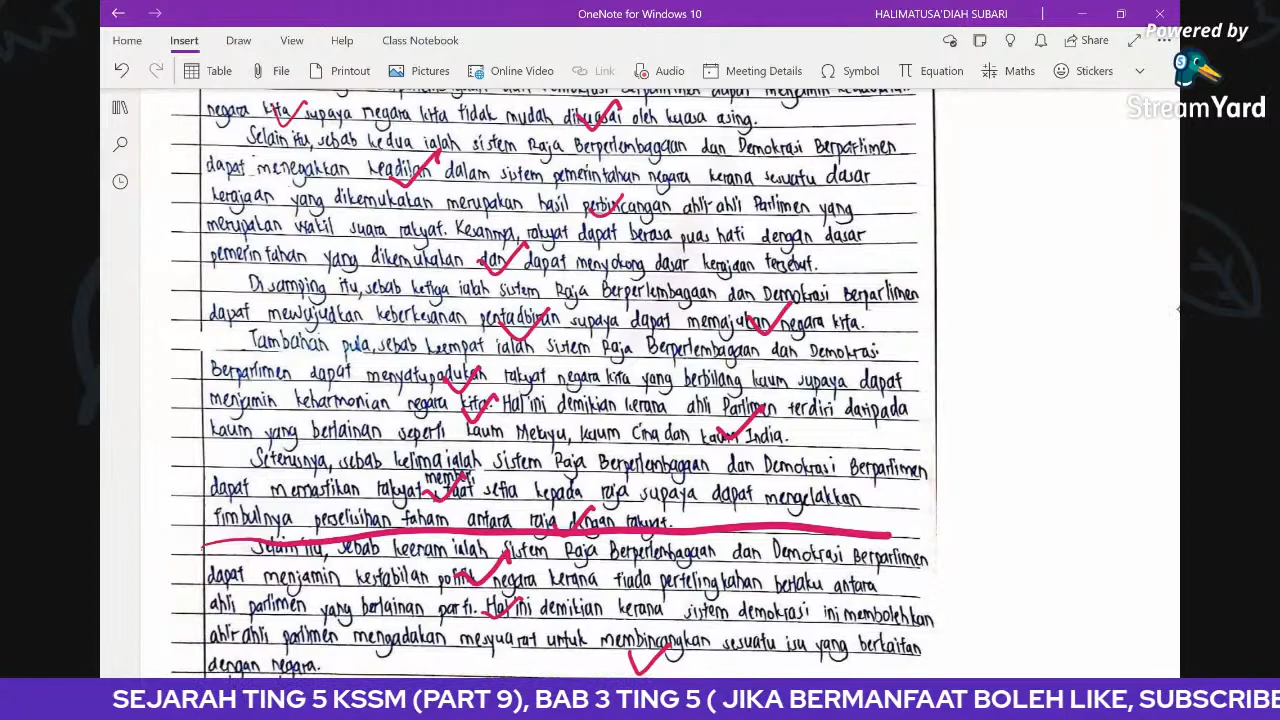 OneNote for Windows 10
HALIMATUSA'DIAH SUBARI
Powered by
StreamYard
Home Insert Draw View Help Class Notebook Share
Table File Printout Pictures Online Video Link Audio Meeting Details Symbol Equation Maths Stickers
berparlimen dapat menjamin
negara kita supaya negara kita tidak mudah dikuasai oleh kuasa asing.
Selain itu, sebab kedua ialah sistem Raja Berperlembagaan dan Demokrasi Berparlimen
dapat menegakkan keadilan dalam sistem pemerintahan negara kerana sesuatu dasar
kerajaan yang dikemukakan merupakan hasil perbincangan ahli-ahli Parlimen yang
merupakan wakil suara rakyat. Kesannya, rakyat dapat berasa puas hati dengan dasar
pemerintahan yang dikemukakan dan dapat menyokong dasar kerajaan tersebut.
Di samping itu, sebab ketiga ialah sistem Raja Berperlembagaan dan Demokrasi Berparlimen
dapat mewujudkan keberkesanan pentadbiran supaya dapat memajukan negara kita.
Tambahan pula, sebab keempat ialah sistem Raja Berperlembagaan dan Demokrasi
Berparlimen dapat menyatupadukan rakyat negara kita yang berbilang kaum supaya dapat
menjamin keharmonian negara kita. Hal ini demikian kerana ahli Parlimen terdiri daripada
kaum yang berlainan seperti kaum Melayu, kaum Cina dan kaum India.
Seterusnya, sebab kelima ialah sistem Raja Berperlembagaan dan Demokrasi Berparlimen
dapat memastikan rakyat taat setia kepada raja supaya dapat mengelakkan
timbulnya perselisihan faham antara raja dengan rakyat.
Selain itu, sebab keenam ialah sistem Raja Berperlembagaan dan Demokrasi Berparlimen
dapat menjamin kestabilan politik negara kerana tiada pertelingkahan berlaku antara
ahli parlimen yang berlainan parti. Hal ini demikian kerana sistem demokrasi ini membolehkan
ahli-ahli parlimen mengadakan mesyuarat untuk membincangkan sesuatu isu yang berkaitan
dengan negara.
SEJARAH TING 5 KSSM (PART 9), BAB 3 TING 5 ( JIKA BERMANFAAT BOLEH LIKE, SUBSCRIBE